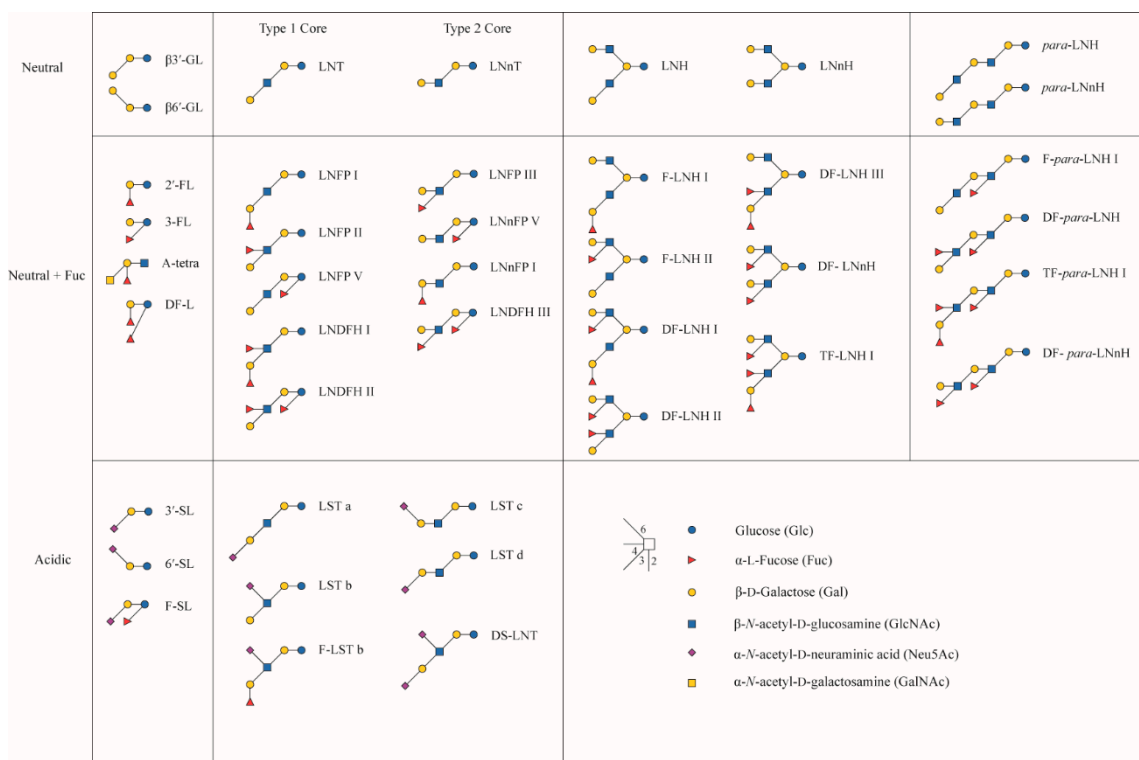 Type 1 Core
Type 2 Core
Neutral
β3′-GL
β6′-GL
LNT
LNnT
LNH
LNnH
para-LNH
para-LNnH
Neutral + Fuc
2′-FL
3-FL
A-tetra
DF-L
LNFP I
LNFP II
LNFP V
LNDFH I
LNDFH II
LNFP III
LNnFP V
LNnFP I
LNDFH III
F-LNH I
F-LNH II
DF-LNH I
DF-LNH II
DF-LNH III
DF- LNnH
TF-LNH I
F-para-LNH I
DF-para-LNH
TF-para-LNH I
DF- para-LNnH
Acidic
3′-SL
6′-SL
F-SL
LST a
LST b
F-LST b
LST c
LST d
DS-LNT
6
4
3
2
Glucose (Glc)
α-L-Fucose (Fuc)
β-D-Galactose (Gal)
β-N-acetyl-D-glucosamine (GlcNAc)
α-N-acetyl-D-neuraminic acid (Neu5Ac)
α-N-acetyl-D-galactosamine (GalNAc)